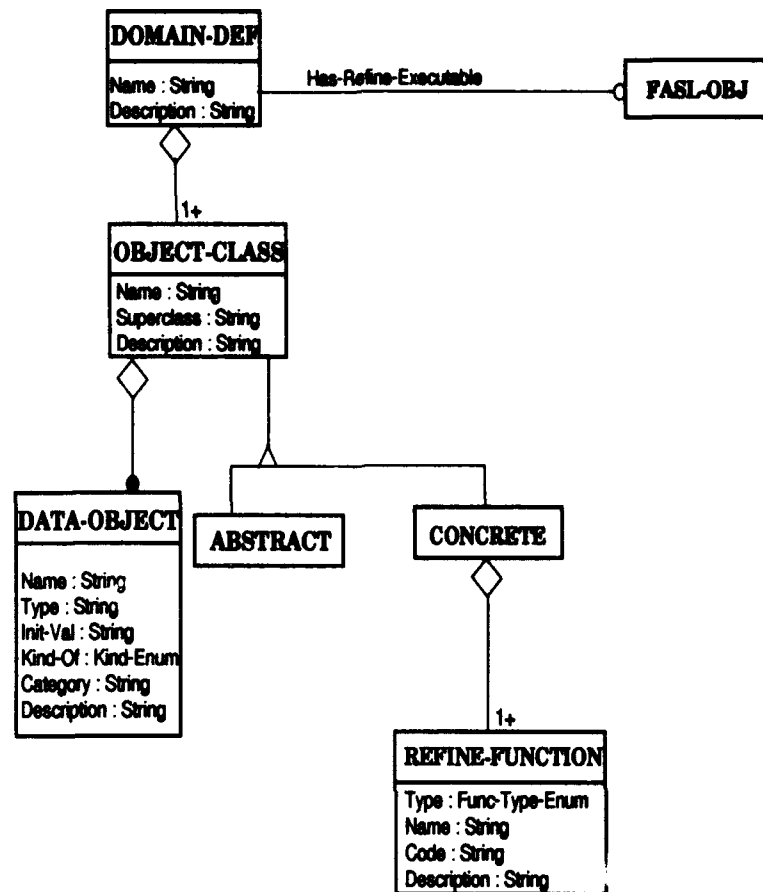 DOMAIN-DEF
Name : String
Description : String
Has-Refine-Executable
FASL-OBJ
1+
OBJECT-CLASS
Name : String
Superclass : String
Description : String
DATA-OBJECT
Name : String
Type : String
Init-Val : String
Kind-Of : Kind-Enum
Category : String
Description : String
ABSTRACT
CONCRETE
1+
REFINE-FUNCTION
Type : Func-Type-Enum
Name : String
Code : String
Description : String